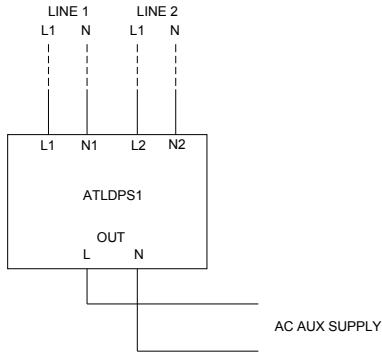 LINE 1 LINE 2
L1 N L1 N
L1 N1 L2 N2
ATLDPS1
OUT
L N
AC AUX SUPPLY